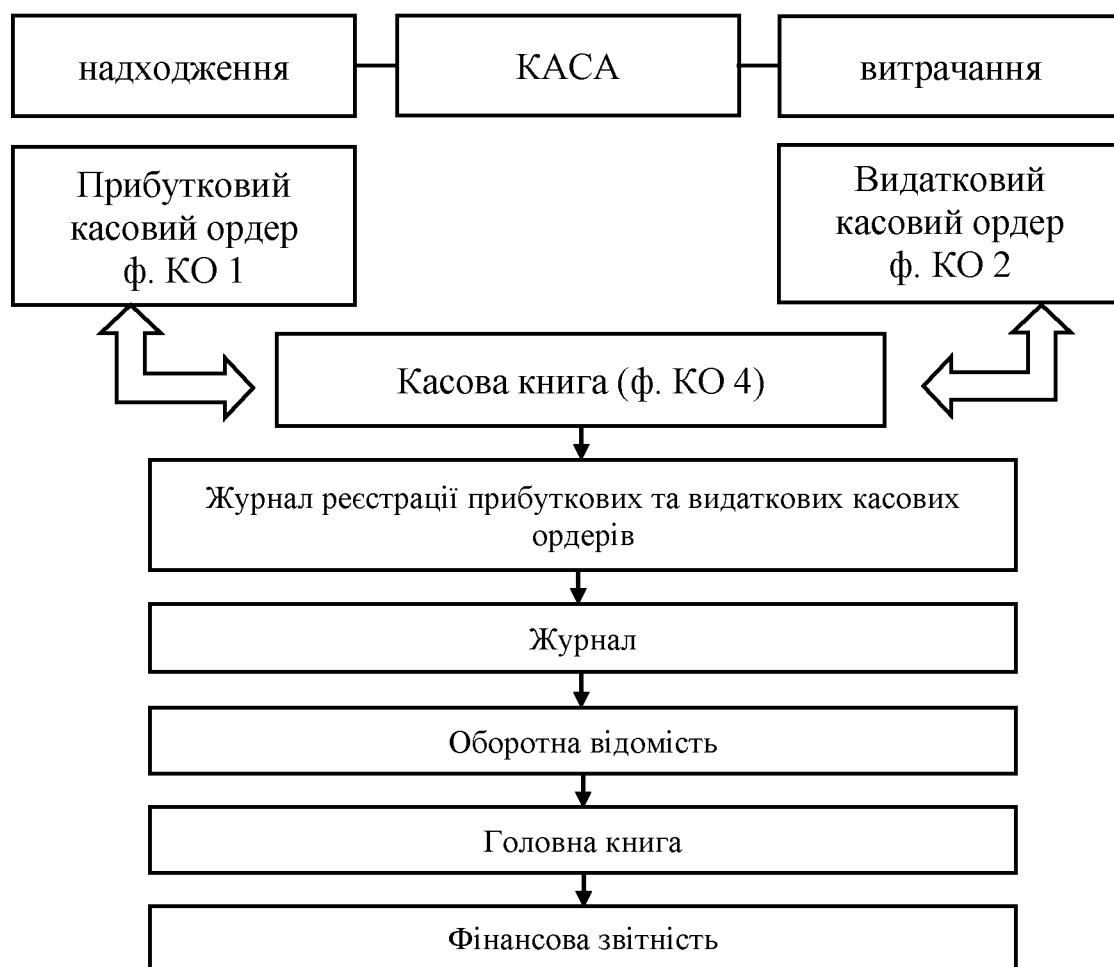 надходження
КАСА
витрачання
Прибутковий
касовий ордер
ф. КО 1
Видатковий
касовий ордер
ф. КО 2
Касова книга (ф. КО 4)
Журнал реєстрації прибуткових та видаткових касових
ордерів
Журнал
Оборотна відомість
Головна книга
Фінансова звітність